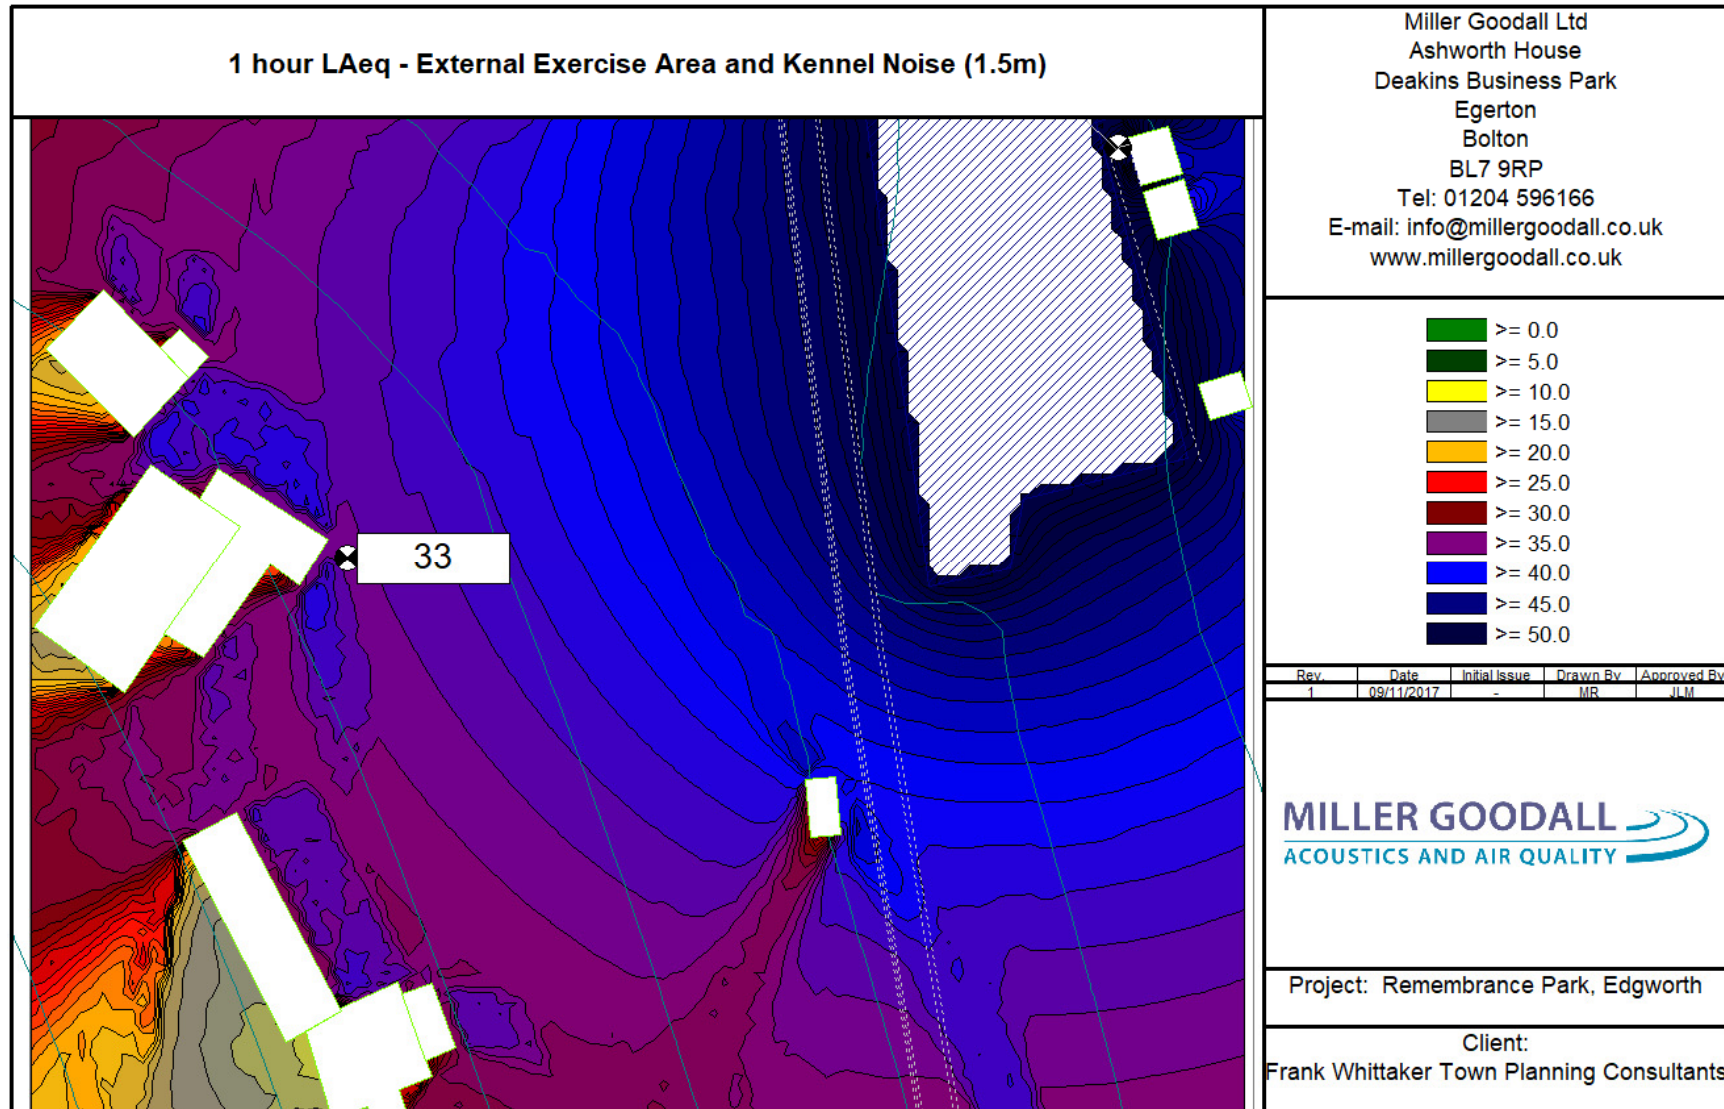 1 hour LAeq - External Exercise Area and Kennel Noise (1.5m)
33
Miller Goodall Ltd
Ashworth House
Deakins Business Park
Egerton
Bolton
BL7 9RP
Tel: 01204 596166
E-mail: info@millergoodall.co.uk
www.millergoodall.co.uk
>= 0.0
>= 5.0
>= 10.0
>= 15.0
>= 20.0
>= 25.0
>= 30.0
>= 35.0
>= 40.0
>= 45.0
>= 50.0
Rev. Date Initial Issue Drawn By Approved By
1 09/11/2017 - MR JLM
MILLER GOODALL
ACOUSTICS AND AIR QUALITY
Project: Remembrance Park, Edgworth
Client:
Frank Whittaker Town Planning Consultants